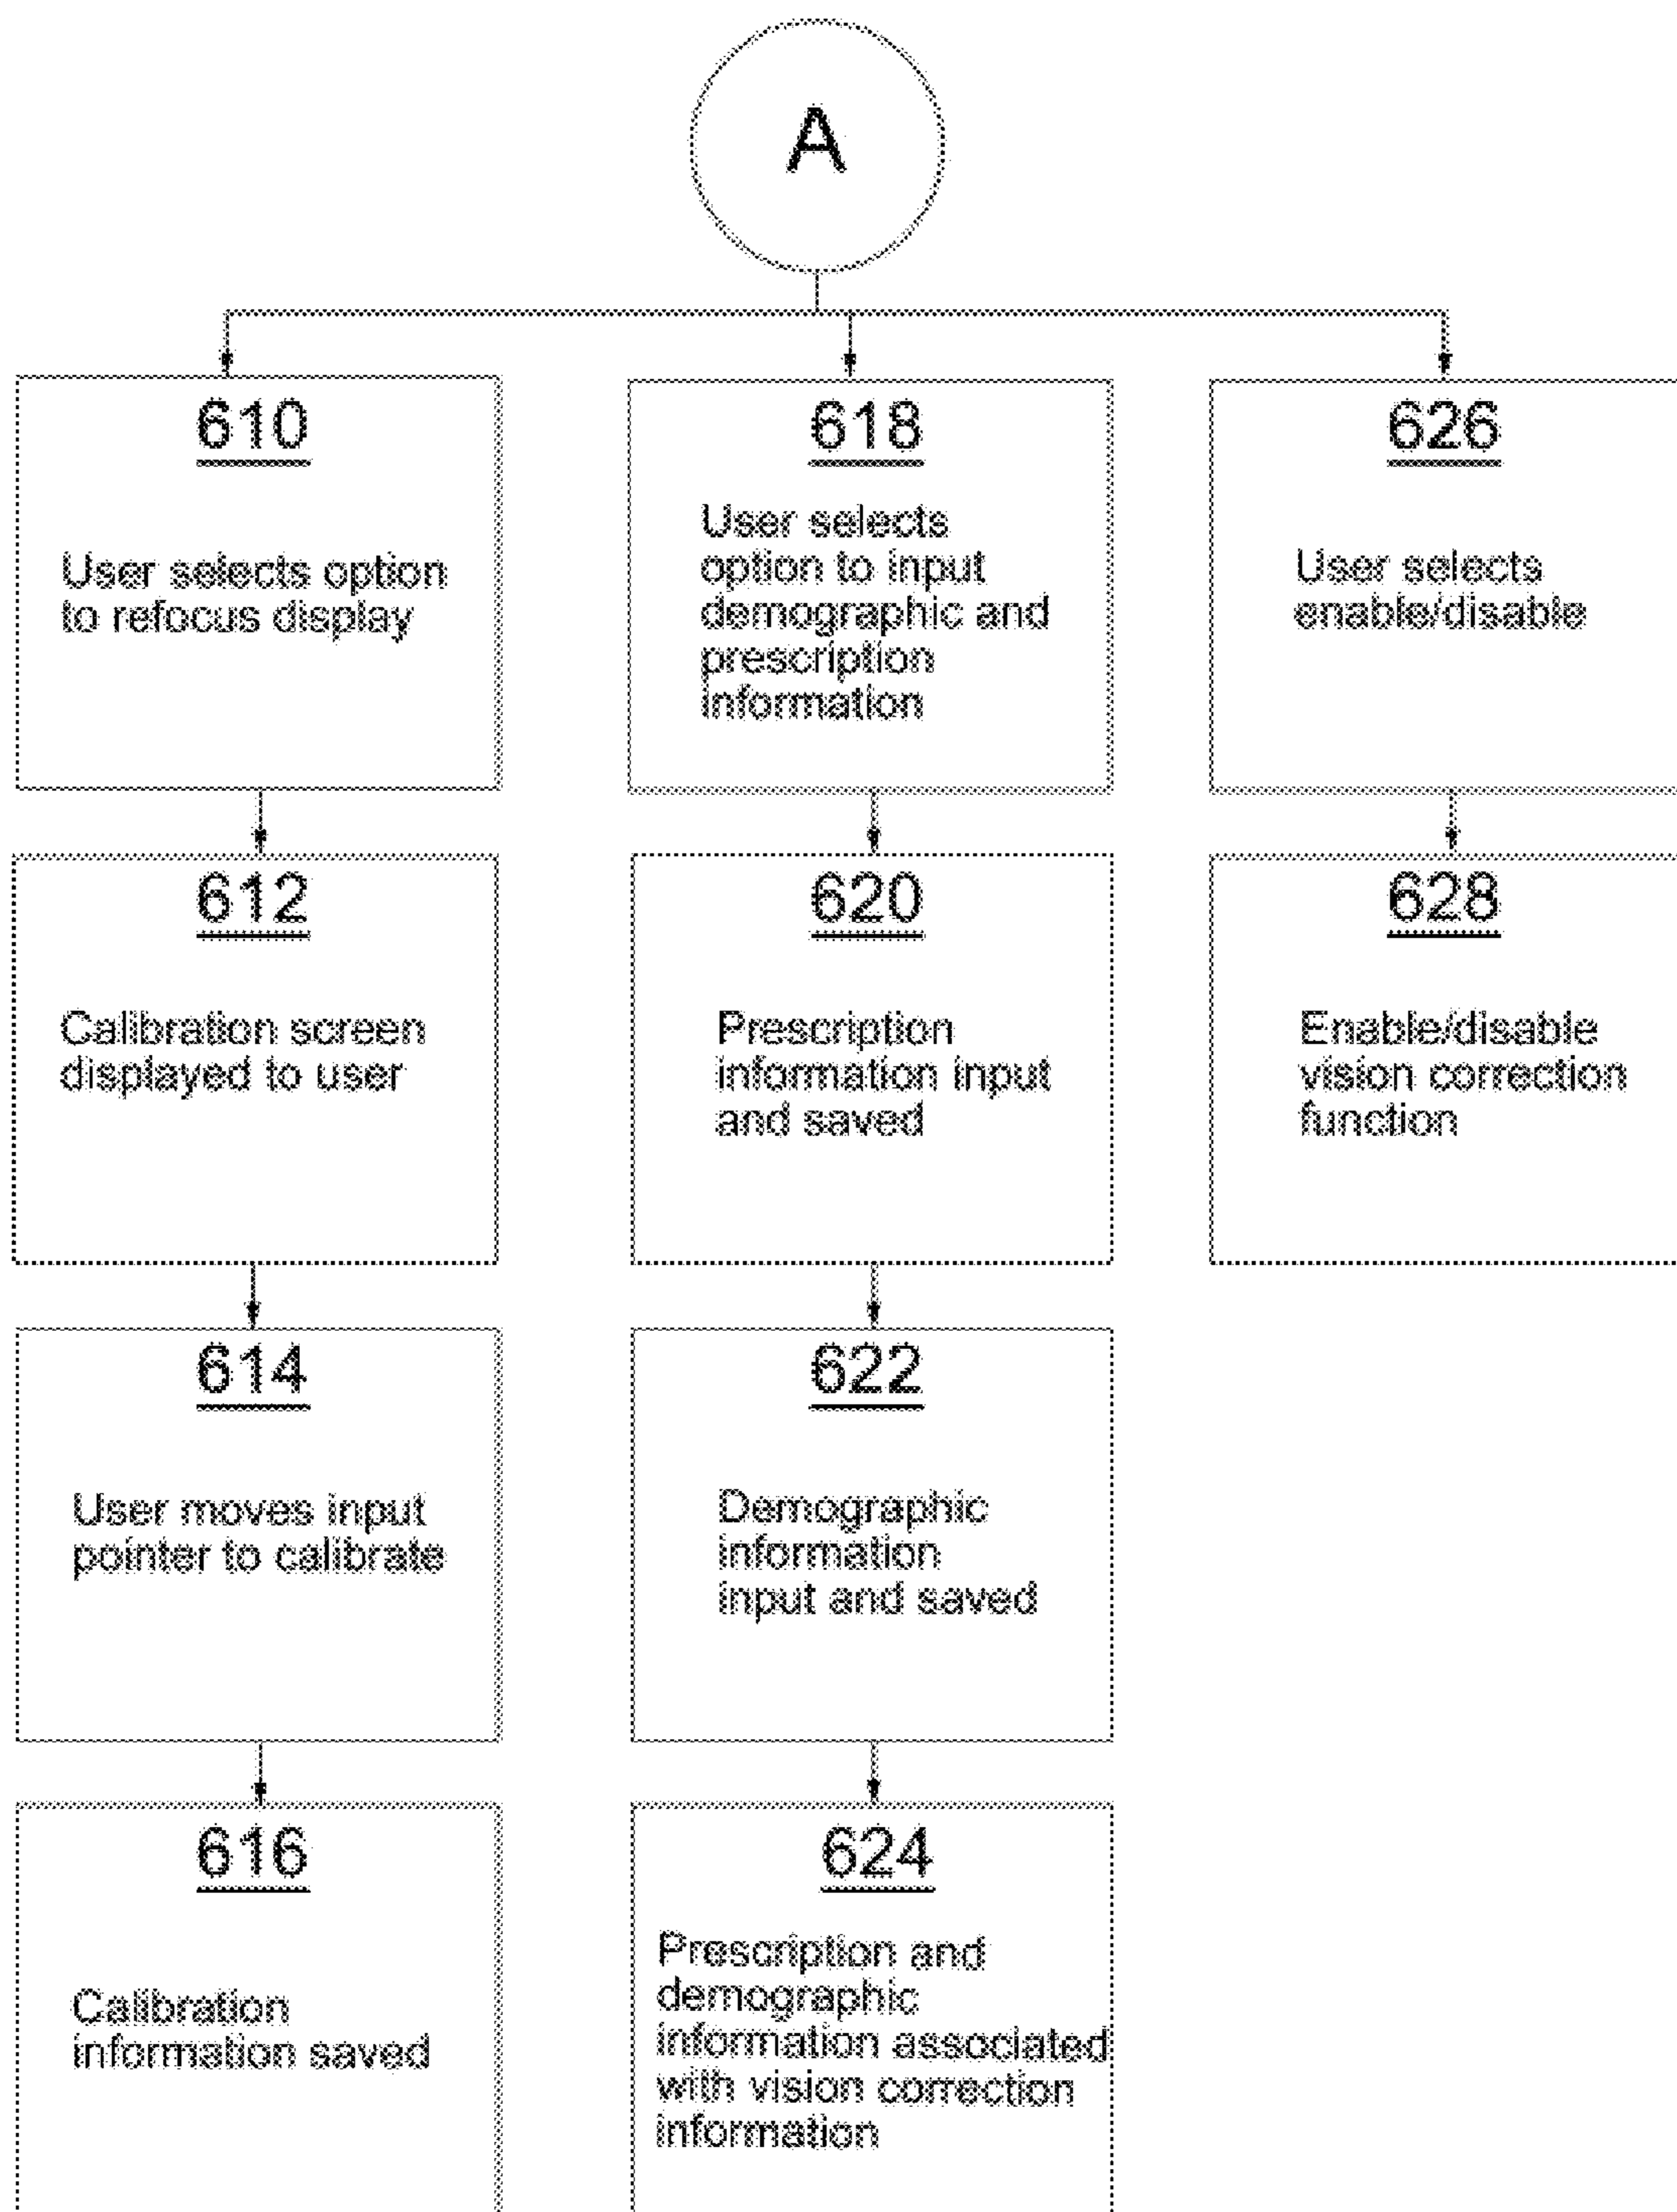 A
610
User selects option
to refocus display
612
Calibration screen
displayed to user
614
User moves input
pointer to calibrate
616
Calibration
information saved
618
User selects
option to input
demographic and
prescription
information
620
Prescription
information input
and saved
622
Demographic
information
input and saved
624
Prescription and
demographic
information associated
with vision correction
information
626
User selects
enable/disable
628
Enable/disable
vision correction
function